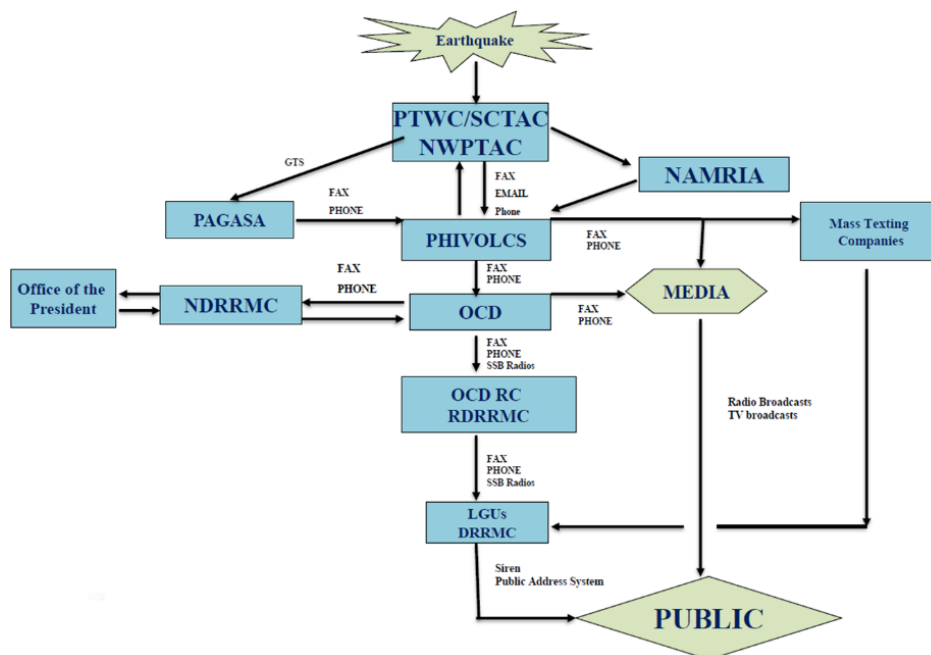 Earthquake
PTWC/SCTAC
NWPTAC
GTS
FAX
EMAIL
Phone
NAMRIA
FAX
PHONE
PAGASA
PHIVOLCS
FAX
PHONE
Mass Texting
Companies
FAX
PHONE
Office of the
President
NDRRMC
FAX
PHONE
OCD
FAX
PHONE
MEDIA
FAX
PHONE
SSB Radios
OCD RC
RDRRMC
Radio Broadcasts
TV broadcasts
FAX
PHONE
SSB Radios
LGUs
DRRMC
Siren
Public Address System
PUBLIC